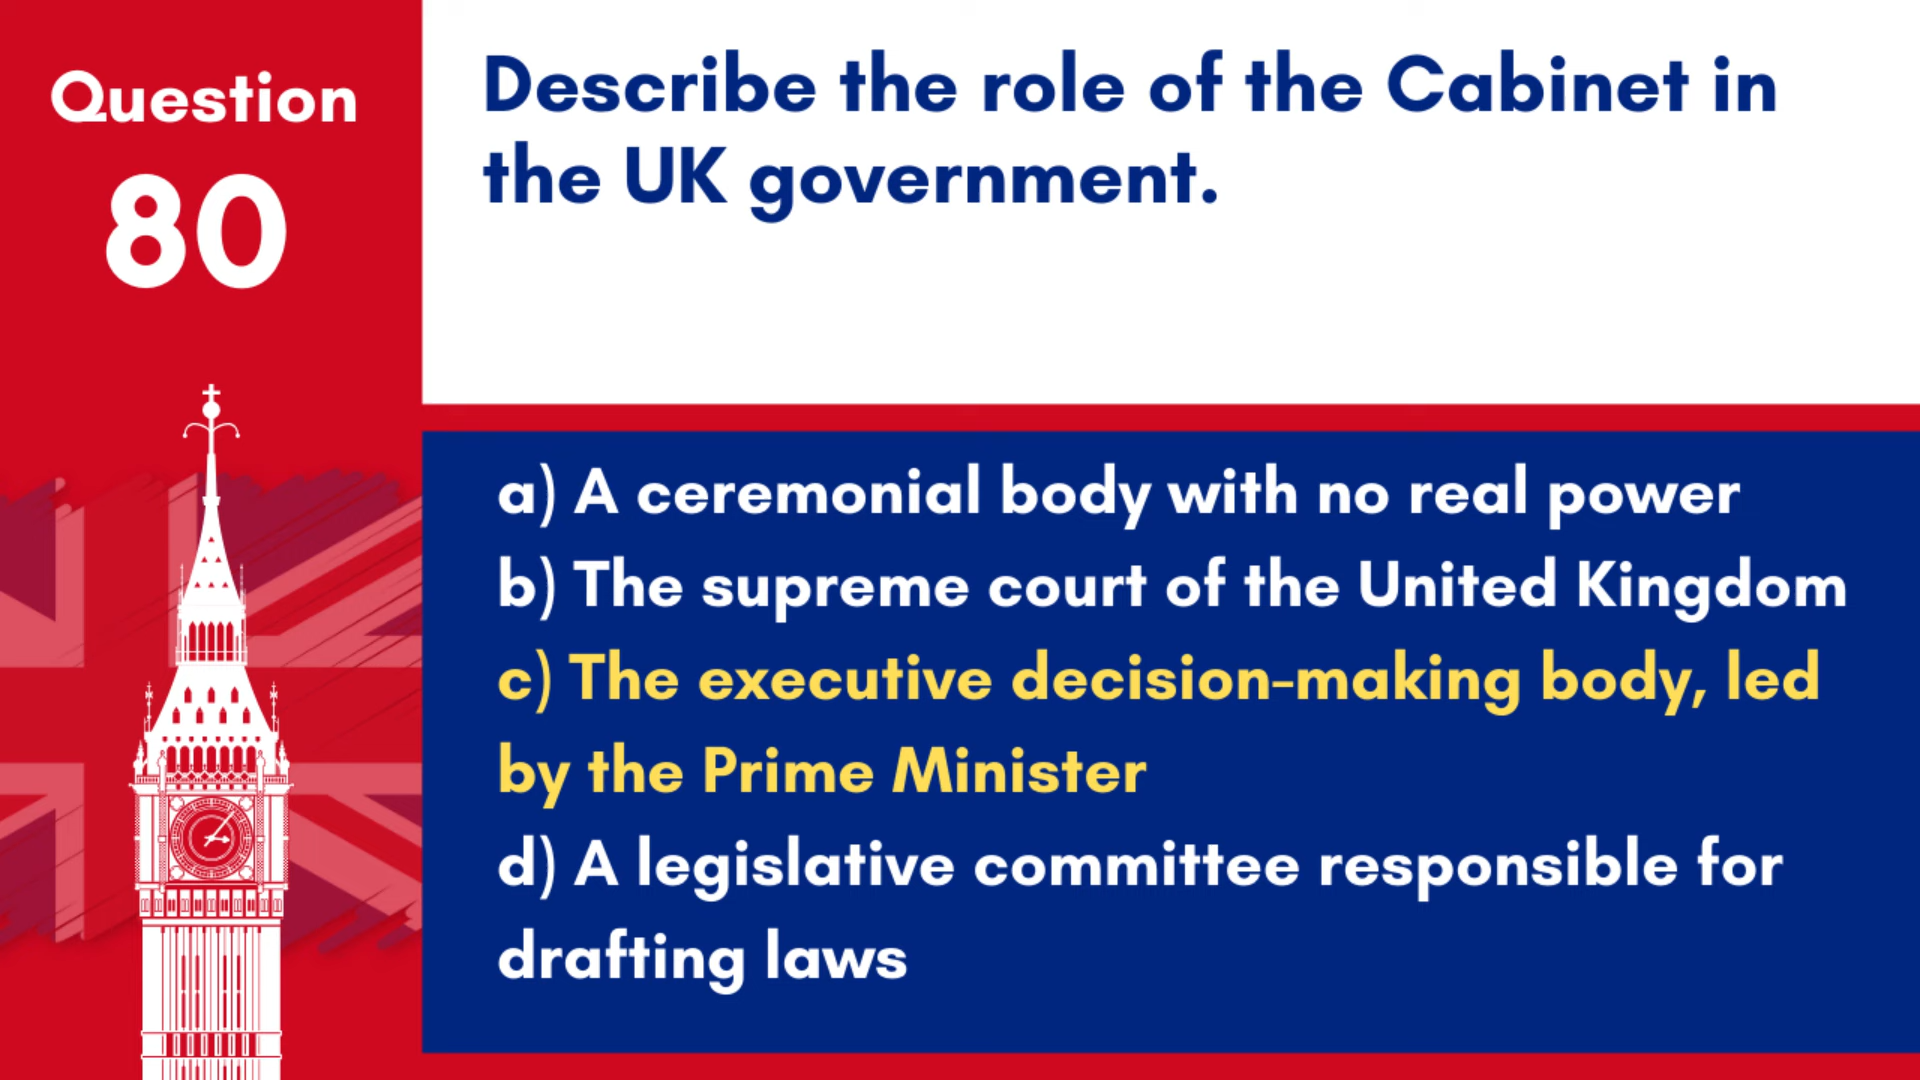 Question
80
Describe the role of the Cabinet in
the UK government.
a) A ceremonial body with no real power
b) The supreme court of the United Kingdom
c) The executive decision-making body, led
by the Prime Minister
d) A legislative committee responsible for
drafting laws